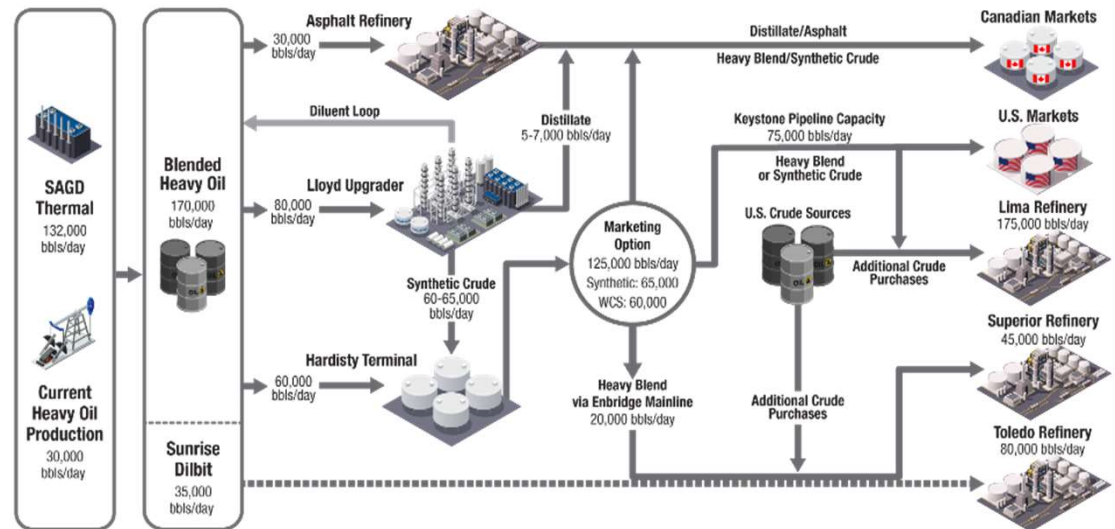 SAGD
Thermal
132,000
bbls/day
Current
Heavy Oil
Production
30,000
bbls/day
Blended
Heavy Oil
170,000
bbls/day
OIL
OIL
OIL
Sunrise
Dilbit
35,000
bbls/day
30,000
bbls/day
Asphalt Refinery
Diluent Loop
80,000
bbls/day
Lloyd Upgrader
Distillate
5-7,000 bbls/day
Synthetic Crude
60-65,000
bbls/day
60,000
bbls/day
Hardisty Terminal
Marketing
Option
125,000 bbls/day
Synthetic: 65,000
WCS: 60,000
Distillate/Asphalt
Heavy Blend/Synthetic Crude
Canadian Markets
Keystone Pipeline Capacity
75,000 bbls/day
Heavy Blend
or Synthetic Crude
U.S. Markets
U.S. Crude Sources
OIL
OIL
OIL
Additional Crude
Purchases
Lima Refinery
175,000 bbls/day
Heavy Blend
via Enbridge Mainline
20,000 bbls/day
Additional Crude
Purchases
Superior Refinery
45,000 bbls/day
Toledo Refinery
80,000 bbls/day